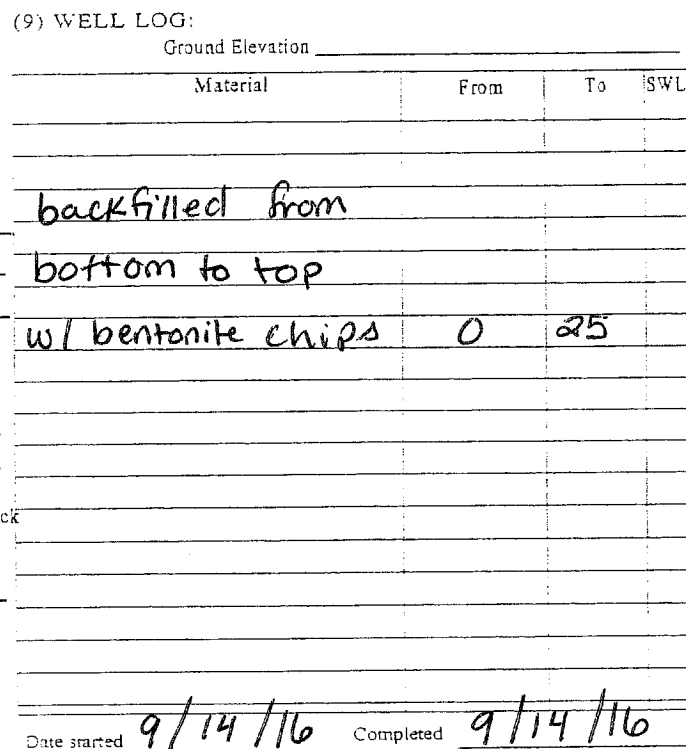 (9) WELL LOG:
Ground Elevation
Material From To SWL
backfilled from
bottom to top
w/ bentonite chips 0 25
ck
Date started 9/14/16 Completed 9/14/16